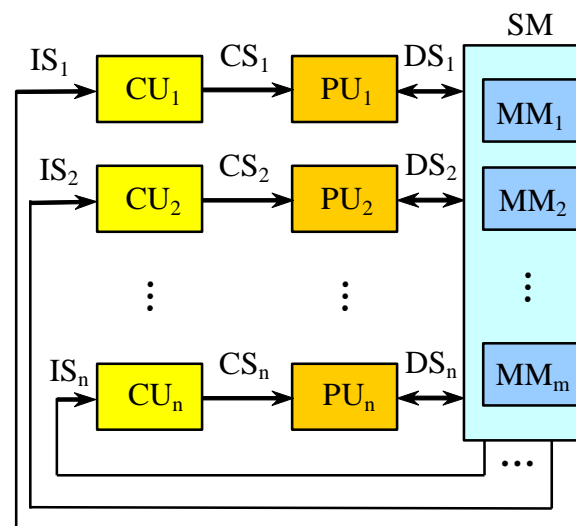 SM
IS₁ CS₁ DS₁
CU₁ PU₁ MM₁
IS₂ CS₂ DS₂
CU₂ PU₂ MM₂
⋮ ⋮ ⋮
ISₙ CSₙ DSₙ
CUₙ PUₙ MMₘ
…